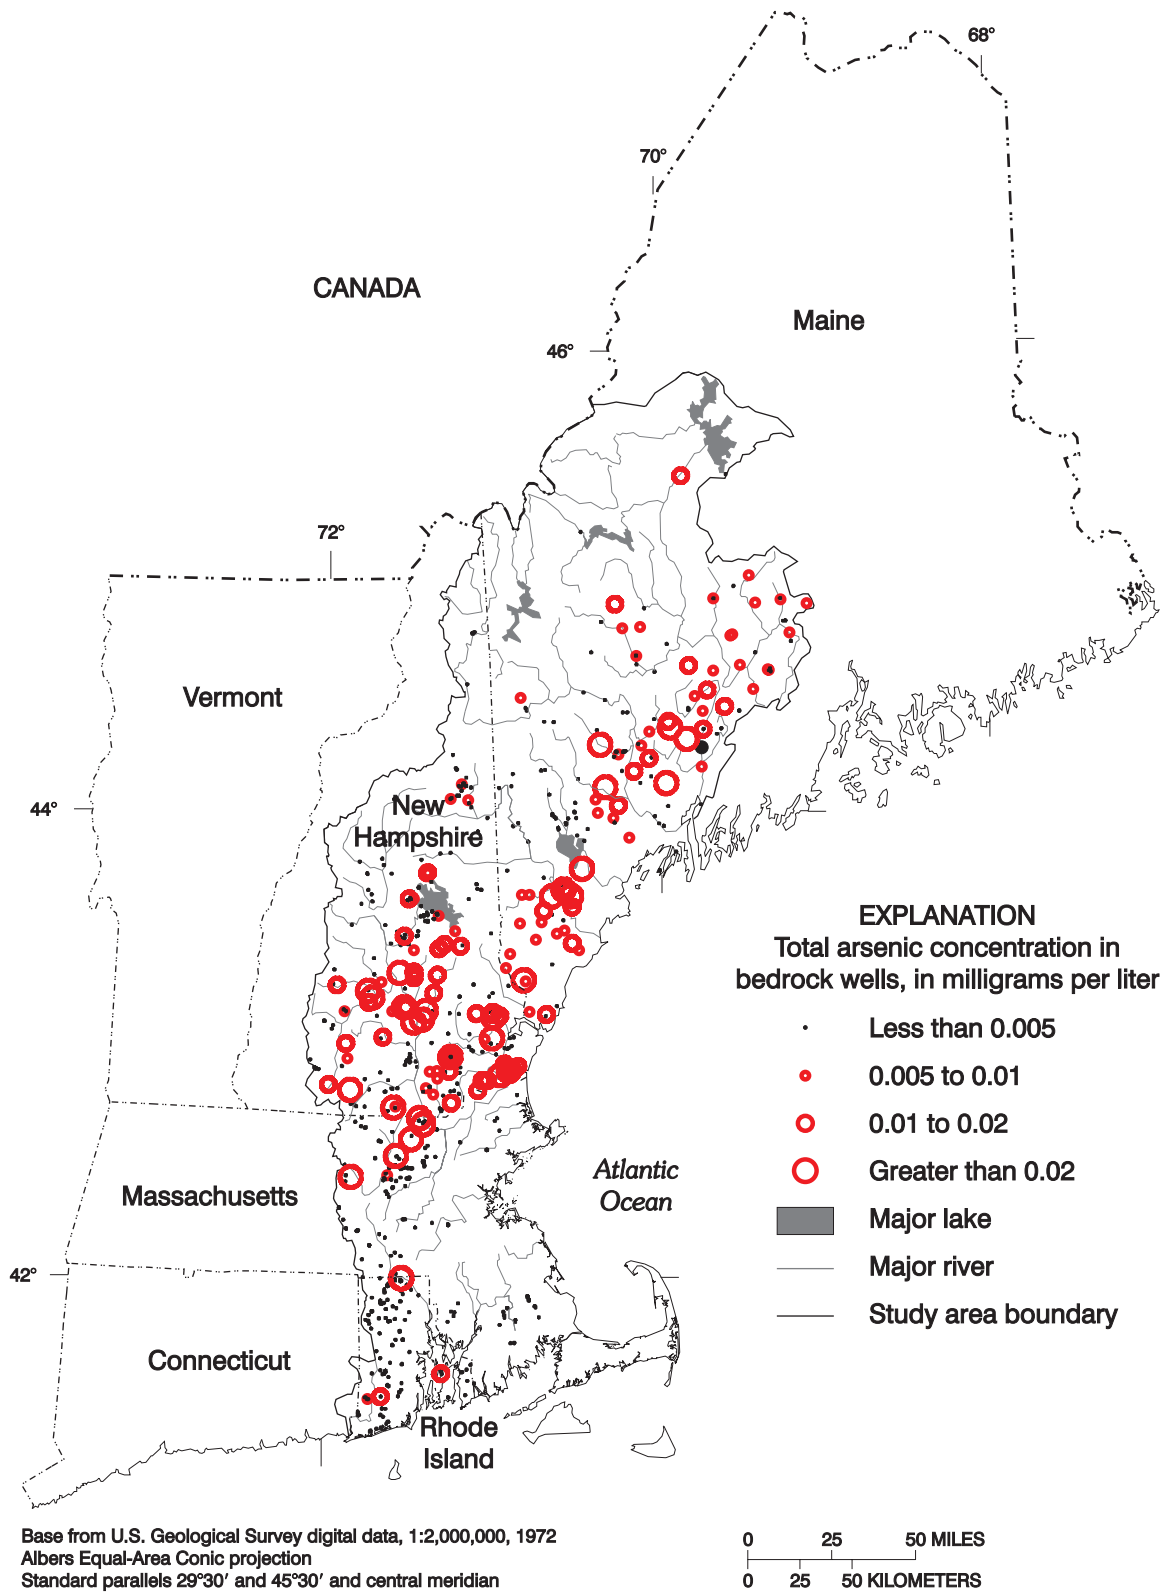 68°
70°
CANADA
Maine
46°
72°
Vermont
44°
New
Hampshire
EXPLANATION
Total arsenic concentration in
bedrock wells, in milligrams per liter
Less than 0.005
0.005 to 0.01
0.01 to 0.02
Greater than 0.02
Major lake
Major river
Study area boundary
Atlantic
Ocean
Massachusetts
42°
Connecticut
Rhode
Island
Base from U.S. Geological Survey digital data, 1:2,000,000, 1972
Albers Equal-Area Conic projection
Standard parallels 29°30′ and 45°30′ and central meridian
0 25 50 MILES
0 25 50 KILOMETERS